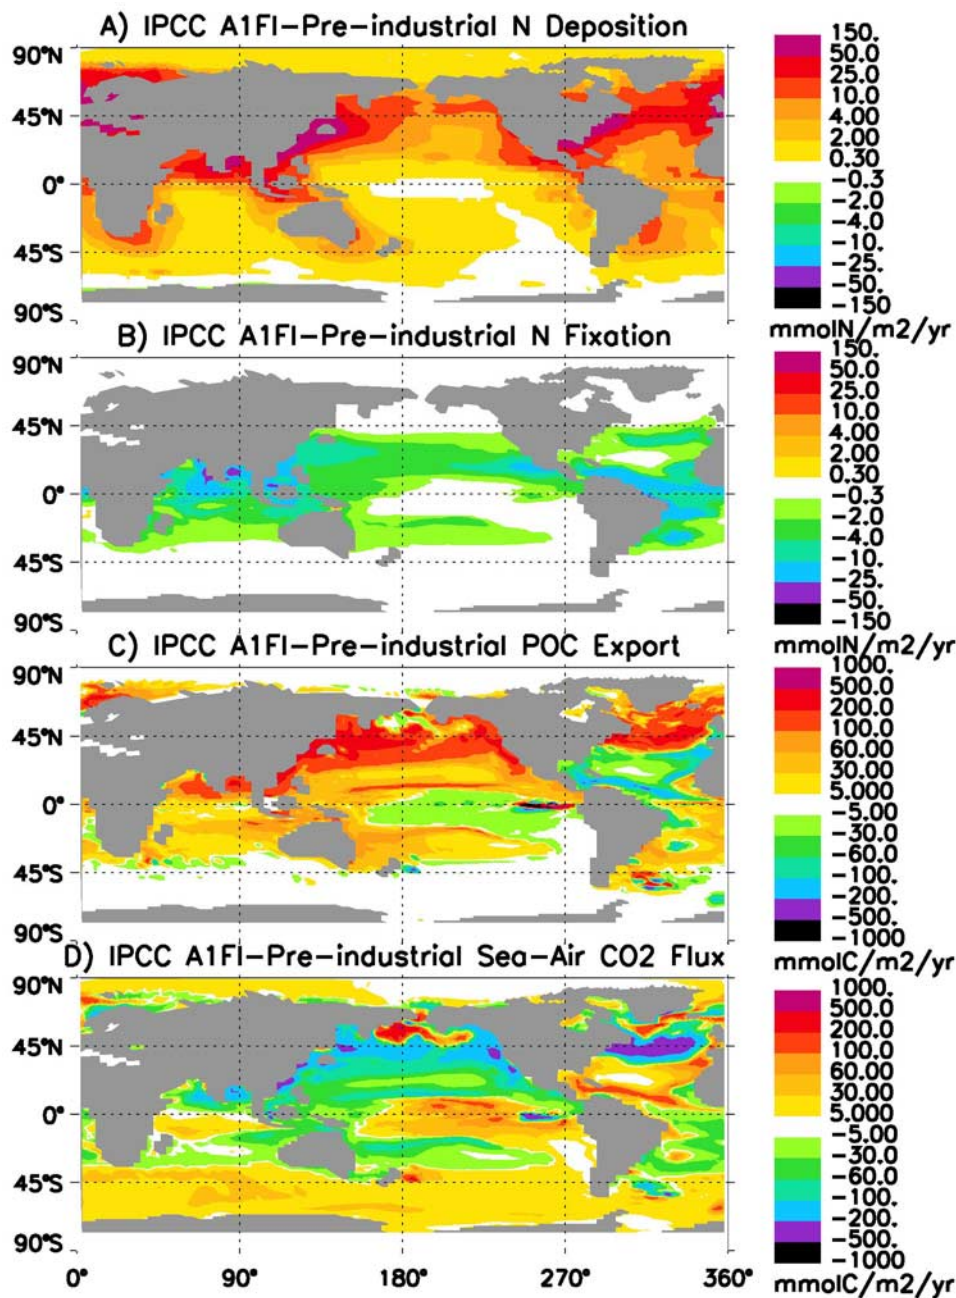 A) IPCC A1FI-Pre-industrial N Deposition
90°N
45°N
0°
45°S
90°S
150.
50.0
25.0
10.0
4.00
2.00
0.30
-0.3
-2.0
-4.0
-10.
-25.
-50.
-150
mmolN/m2/yr
B) IPCC A1FI-Pre-industrial N Fixation
90°N
45°N
0°
45°S
90°S
150.
50.0
25.0
10.0
4.00
2.00
0.30
-0.3
-2.0
-4.0
-10.
-25.
-50.
-150
mmolN/m2/yr
C) IPCC A1FI-Pre-industrial POC Export
90°N
45°N
0°
45°S
90°S
1000.
500.0
200.0
100.0
60.00
30.00
5.000
-5.00
-30.0
-60.0
-100.
-200.
-500.
-1000
mmolC/m2/yr
D) IPCC A1FI-Pre-industrial Sea-Air CO2 Flux
90°N
45°N
0°
45°S
90°S
1000.
500.0
200.0
100.0
60.00
30.00
5.000
-5.00
-30.0
-60.0
-100.
-200.
-500.
-1000
mmolC/m2/yr
0° 90° 180° 270° 360°